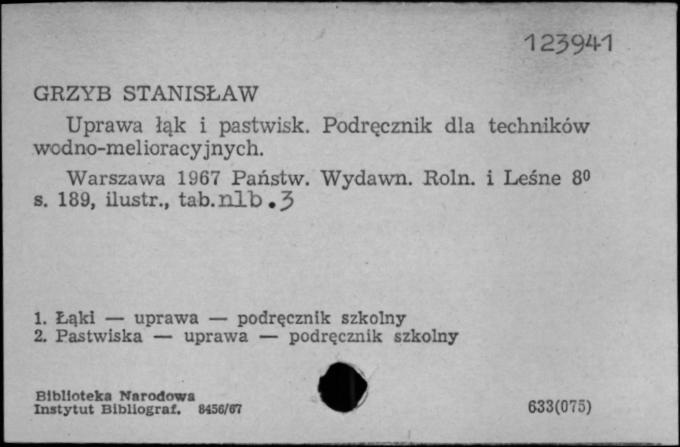 123941
GRZYB STANISŁAW
Uprawa łąk i pastwisk. Podręcznik dla techników
wodno-melioracyjnych.
Warszawa 1967 Państw. Wydawn. Roln. i Leśne 8⁰
s. 189, ilustr., tab. nlb. 3
1. Łąki — uprawa — podręcznik szkolny
2. Pastwiska — uprawa — podręcznik szkolny
Biblioteka Narodowa
Instytut Bibliograf. 8456/67
633(075)